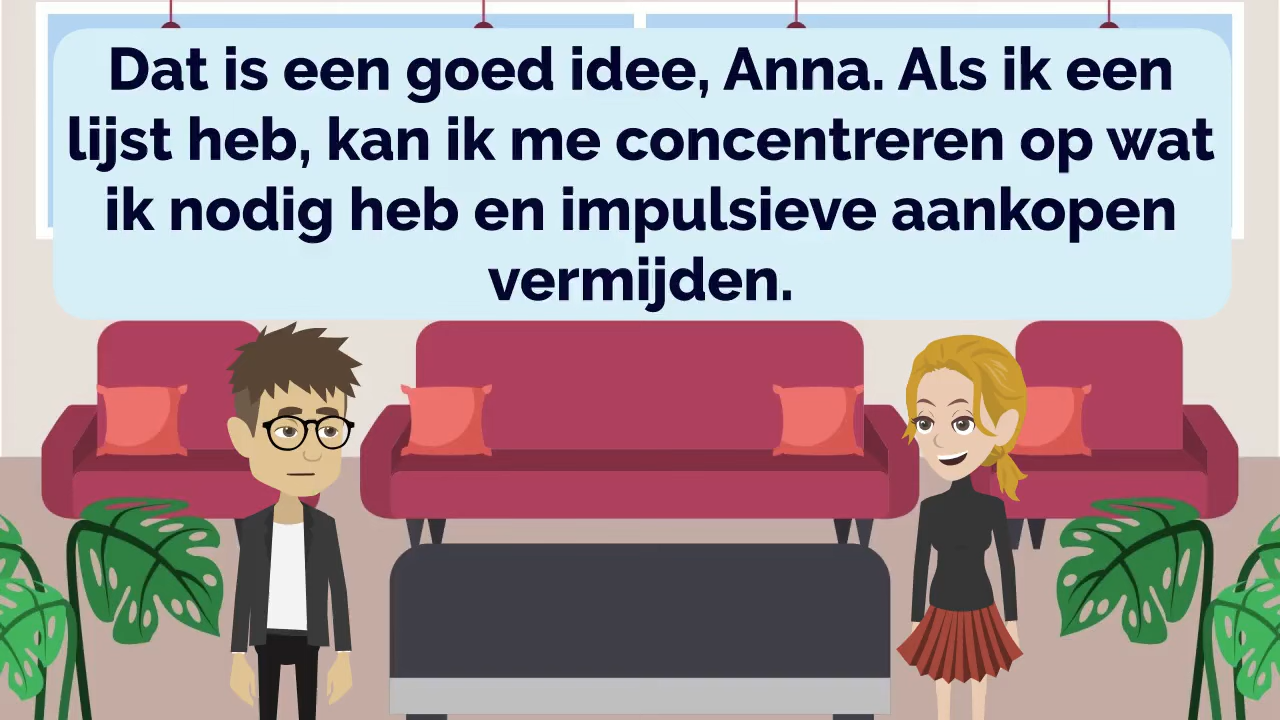 Dat is een goed idee, Anna. Als ik een
lijst heb, kan ik me concentreren op wat
ik nodig heb en impulsieve aankopen
vermijden.